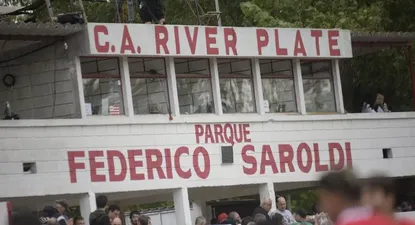 C.A. RIVER PLATE
PARQUE
FEDERICO SAROLDI